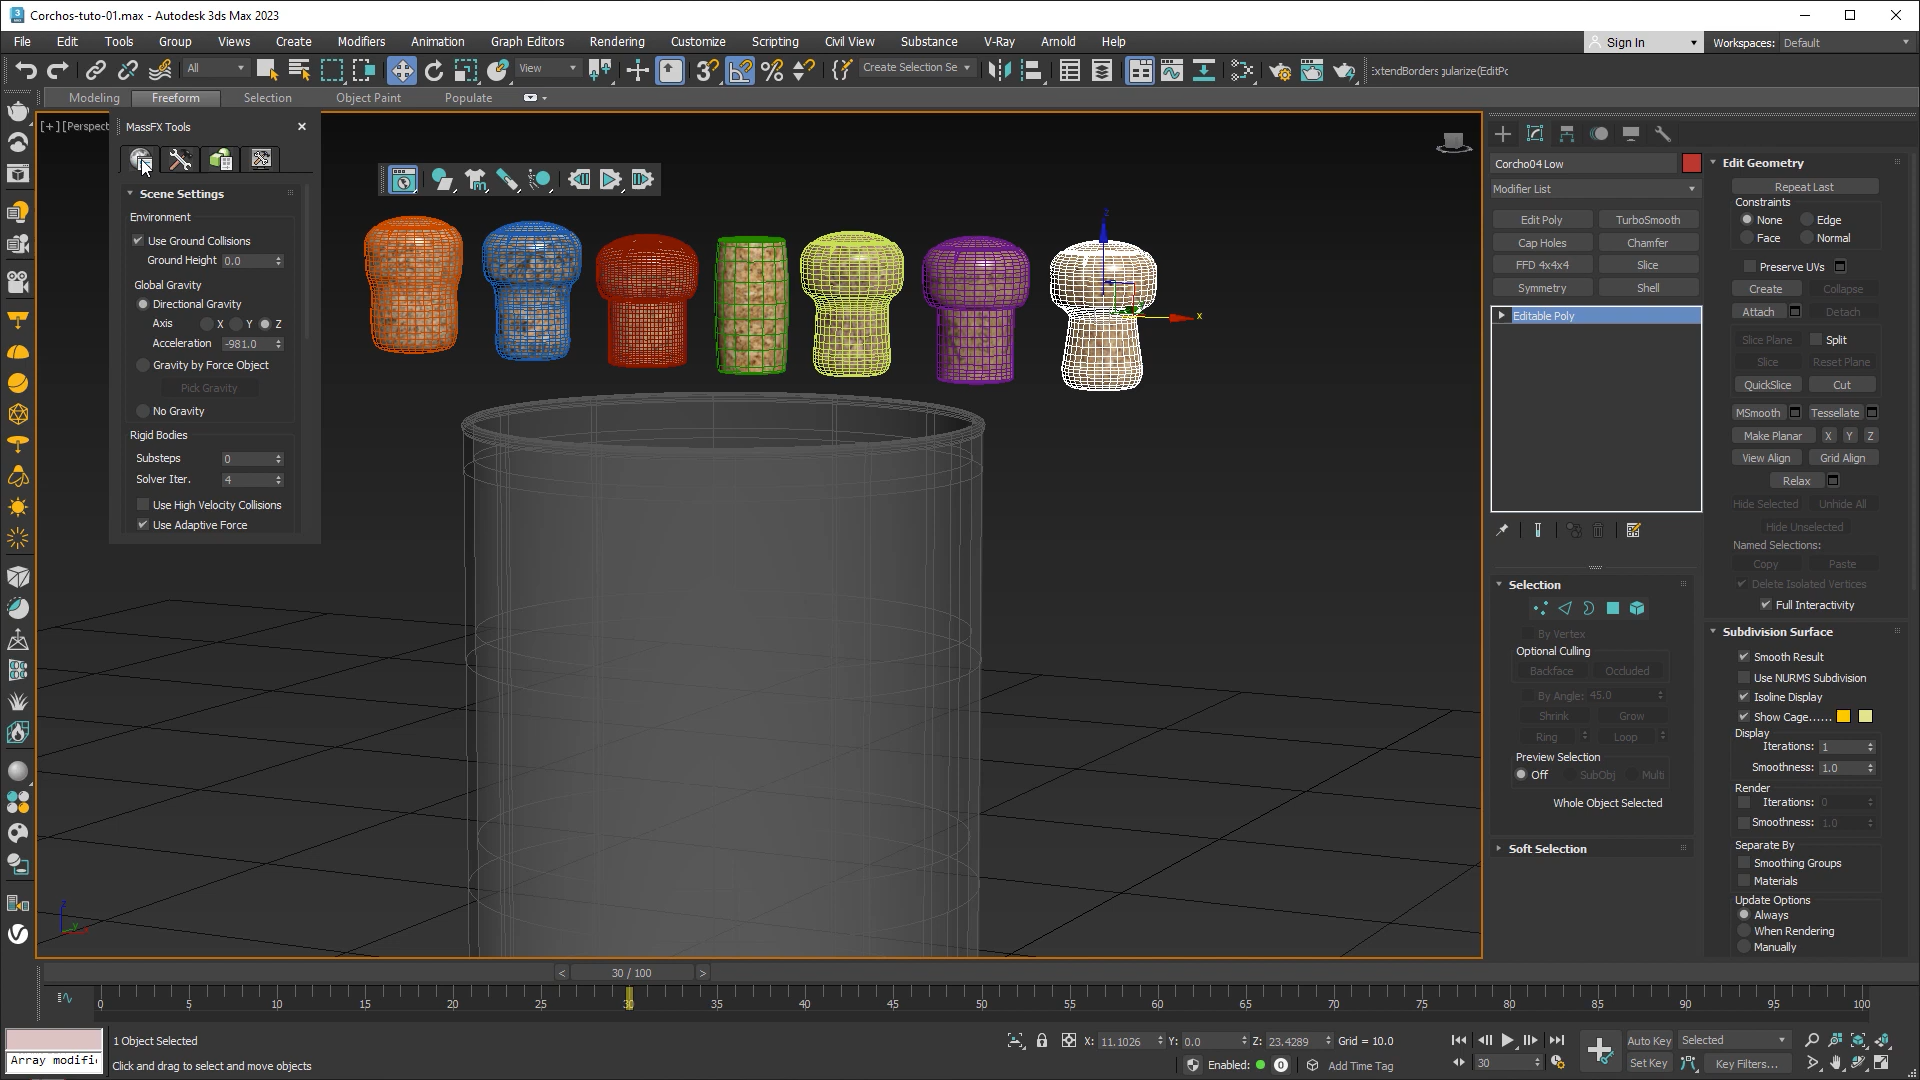 Corchos-tuto-01.max - Autodesk 3ds Max 2023
File Edit Tools Group Views Create Modifiers Animation Graph Editors Rendering Customize Scripting Civil View Substance V-Ray Arnold Help
Sign In Workspaces: Default
All View Create Selection Se
Modeling Freeform Selection Object Paint Populate
[+][Perspect
MassFX Tools
Scene Settings
Environment
Use Ground Collisions
Ground Height 0.0
Global Gravity
Directional Gravity
Axis X Y Z
Acceleration -981.0
Gravity by Force Object
Pick Gravity
No Gravity
Rigid Bodies
Substeps 0
Solver Iter. 4
Use High Velocity Collisions
Use Adaptive Force
z
x
z
y
Corcho04 Low
Modifier List
Edit Poly TurboSmooth
Cap Holes Chamfer
FFD 4x4x4 Slice
Symmetry Shell
Editable Poly
Selection
By Vertex
Optional Culling
Backface Occluded
By Angle: 45.0
Shrink Grow
Ring Loop
Preview Selection
Off SubObj Multi
Whole Object Selected
Soft Selection
Edit Geometry
Repeat Last
Constraints
None Edge
Face Normal
Preserve UVs
Create Collapse
Attach Detach
Slice Plane Split
Slice Reset Plane
QuickSlice Cut
MSmooth Tessellate
Make Planar X Y Z
View Align Grid Align
Relax
Hide Selected Unhide All
Hide Unselected
Named Selections:
Copy Paste
Delete Isolated Vertices
Full Interactivity
Subdivision Surface
Smooth Result
Use NURMS Subdivision
Isoline Display
Show Cage......
Display
Iterations: 1
Smoothness: 1.0
Render
Iterations: 0
Smoothness: 1.0
Separate By
Smoothing Groups
Materials
Update Options
Always
When Rendering
Manually
< 30 / 100 >
0 5 10 15 20 25 30 35 40 45 50 55 60 65 70 75 80 85 90 95 100
1 Object Selected
X: 11.1026 Y: 0.0 Z: 23.4289 Grid = 10.0
Auto Key Selected
Array modifi
Click and drag to select and move objects
Enabled: 0 Add Time Tag
30
Set Key Key Filters...